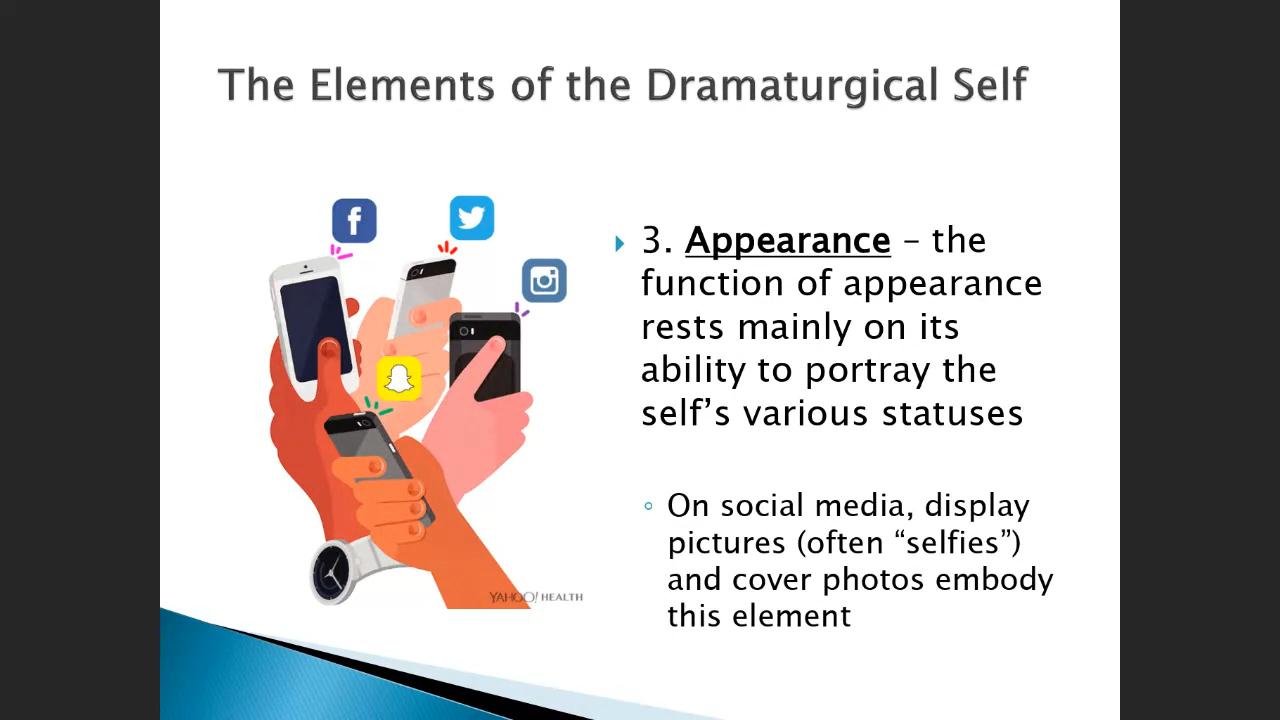 The Elements of the Dramaturgical Self
3. Appearance – the
function of appearance
rests mainly on its
ability to portray the
self’s various statuses
On social media, display
pictures (often “selfies”)
and cover photos embody
this element
YAHOO! HEALTH